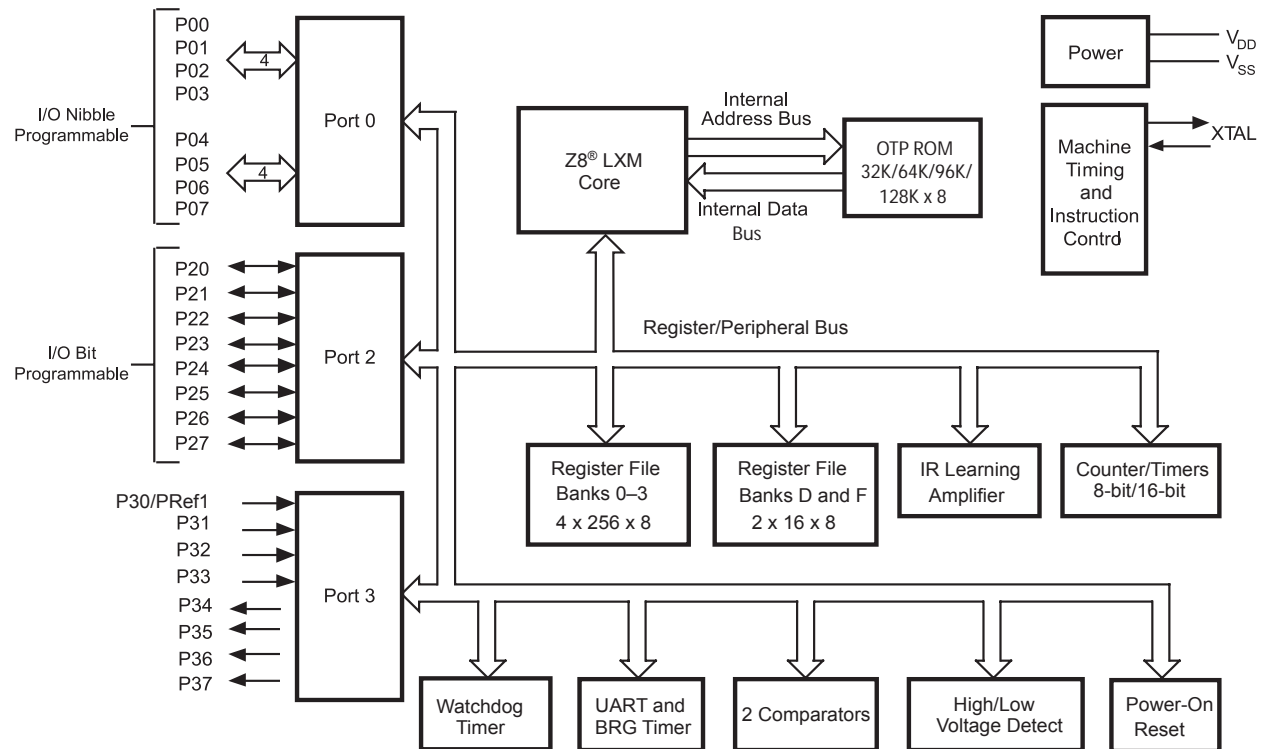 P00
P01
P02
P03
4
I/O Nibble
Programmable
P04
P05
P06
P07
4
Port 0
I/O Bit
Programmable
P20
P21
P22
P23
P24
P25
P26
P27
Port 2
P30/PRef1
P31
P32
P33
P34
P35
P36
P37
Port 3
Z8® LXM
Core
Internal
Address Bus
Internal Data
Bus
OTP ROM
32K/64K/96K/
128K x 8
Power
VDD
VSS
Machine
Timing
and
Instruction
Control
XTAL
Register/Peripheral Bus
Register File
Banks 0–3
4 x 256 x 8
Register File
Banks D and F
2 x 16 x 8
IR Learning
Amplifier
Counter/Timers
8-bit/16-bit
Watchdog
Timer
UART and
BRG Timer
2 Comparators
High/Low
Voltage Detect
Power-On
Reset